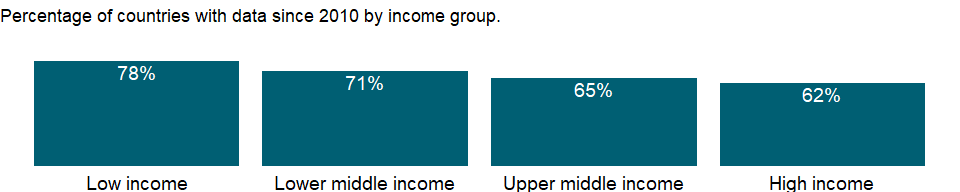 Percentage of countries with data since 2010 by income group.
78%
71%
65%
62%
Low income
Lower middle income
Upper middle income
High income